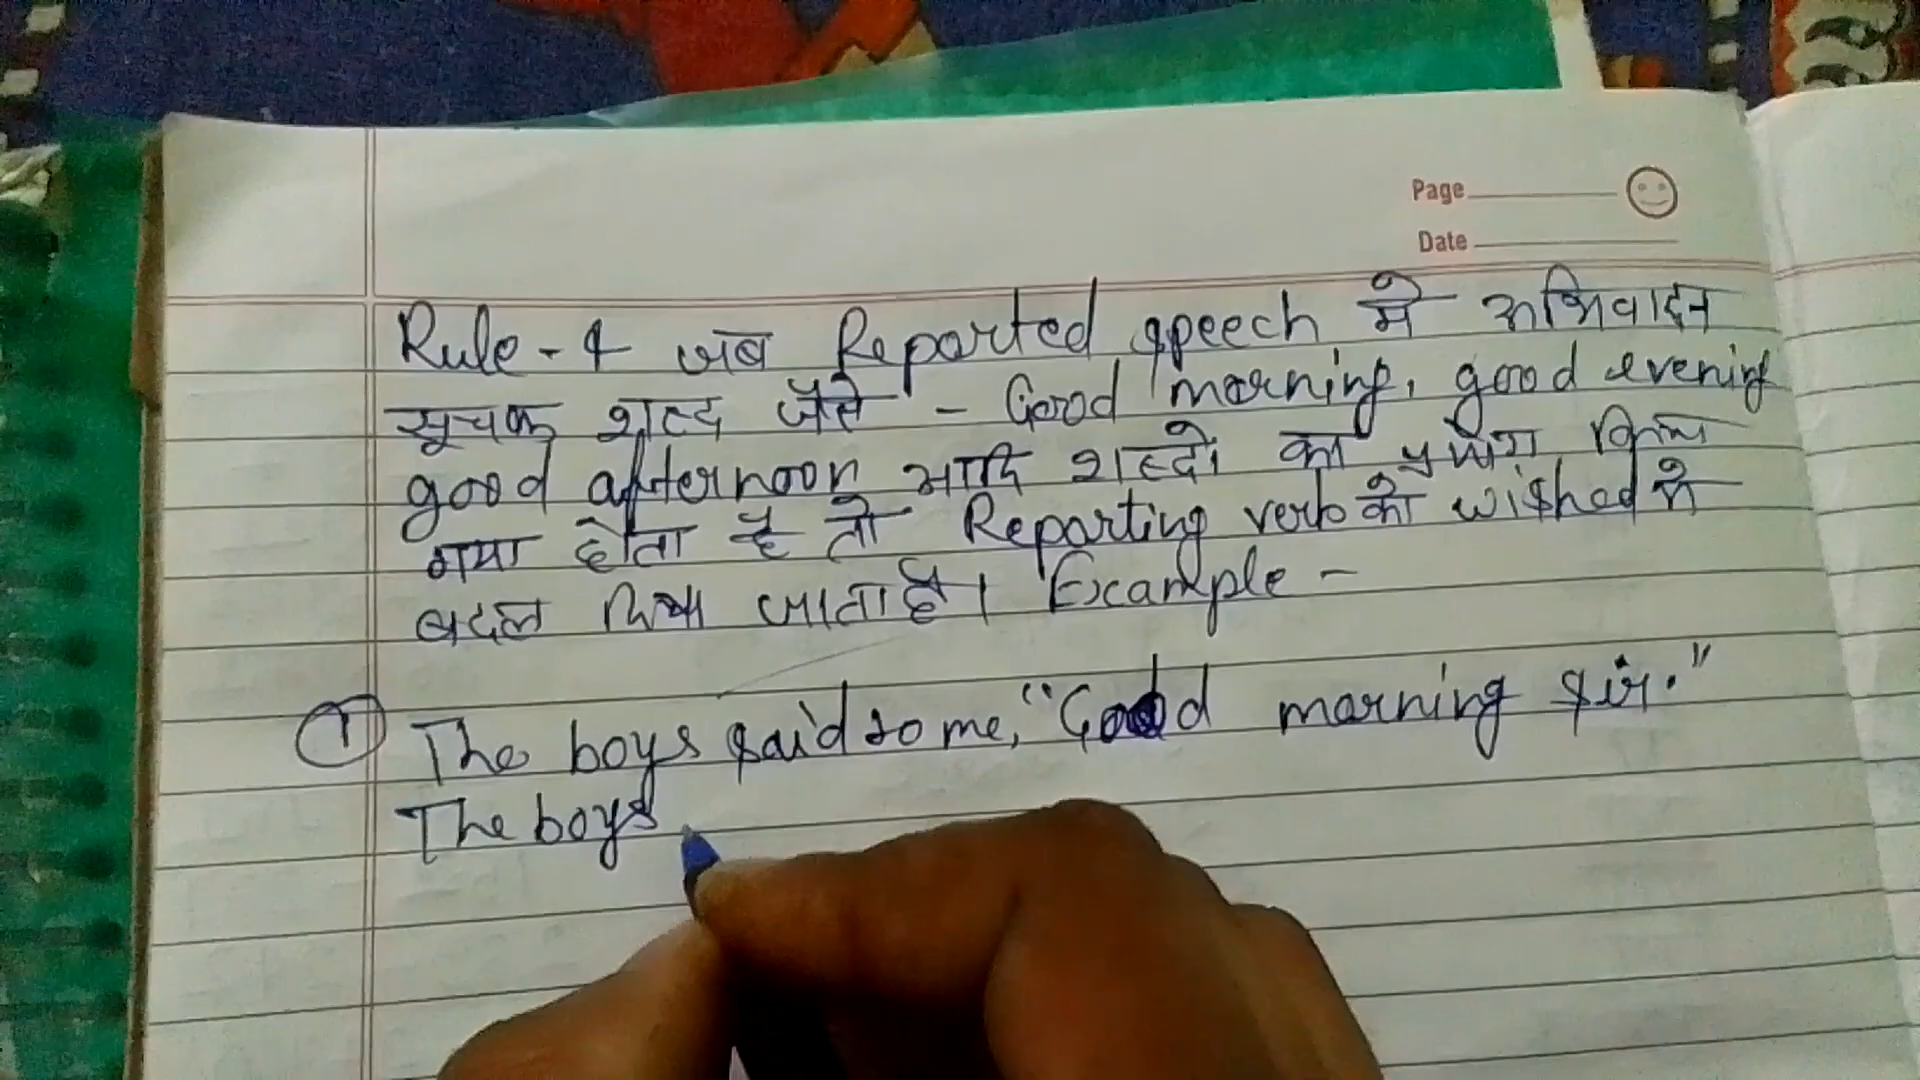 Page
Date
Rule-4 जब Reported speech मे अभिवादन
सूचक शब्द जैसे - Good morning, good evening
good afternoon आदि शब्दो का प्रयोग किया
गया होता है तो Reporting verb को wished मे
बदल दिया जाता है। Example -
① The boys said to me, "Good morning sir."
The boys